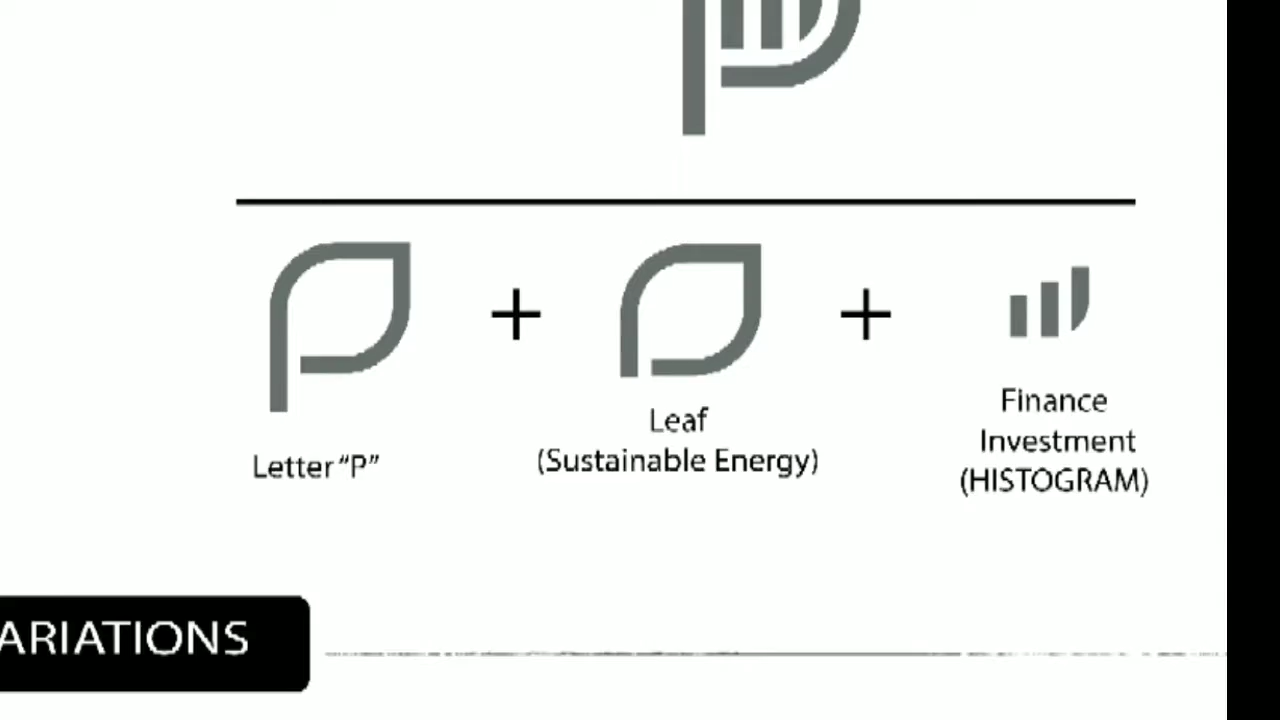 +
+
Letter “P”
Leaf
(Sustainable Energy)
Finance
Investment
(HISTOGRAM)
ARIATIONS